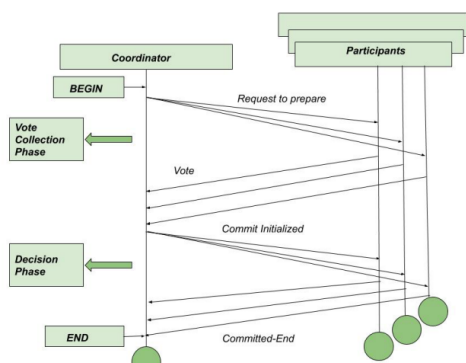 Coordinator
Participants
BEGIN
Request to prepare
Vote
Collection
Phase
Vote
Commit Initialized
Decision
Phase
END
Committed-End